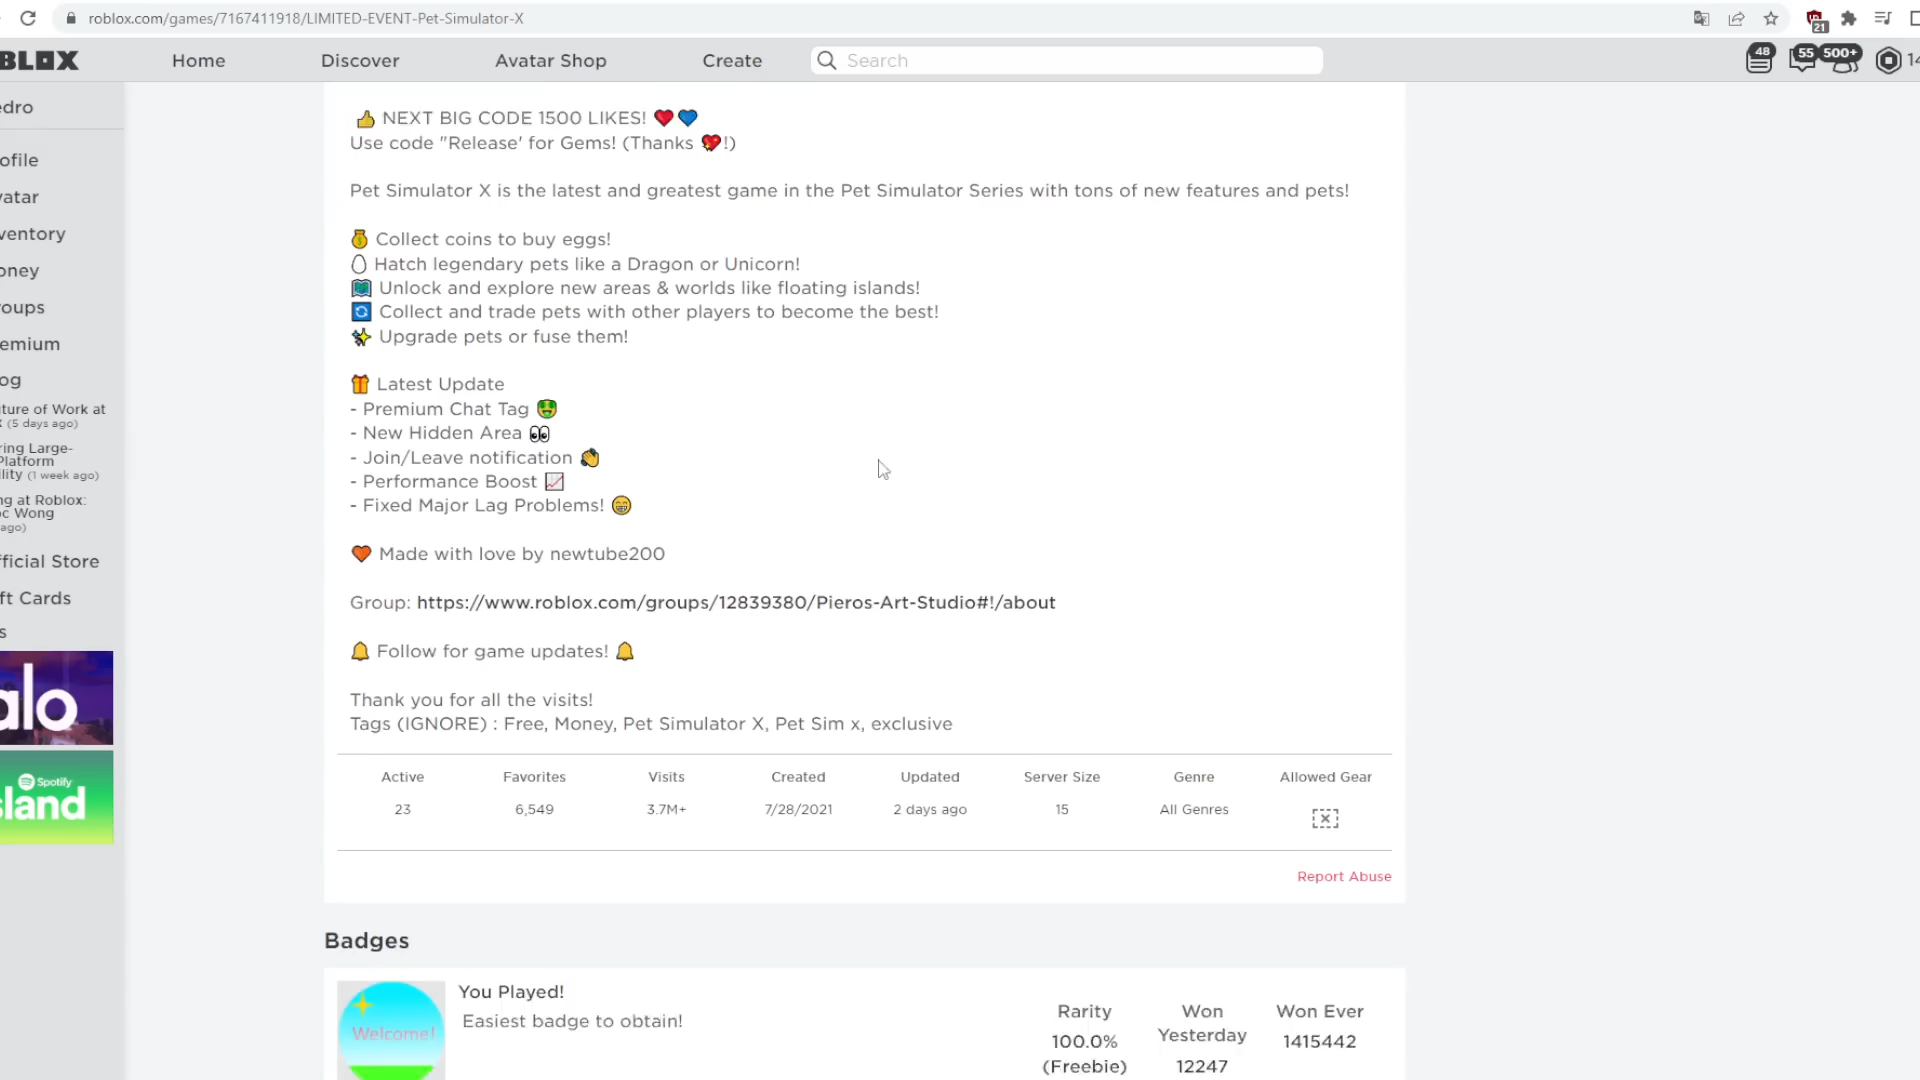 roblox.com/games/7167411918/LIMITED-EVENT-Pet-Simulator-X
21
BLOX
Home
Discover
Avatar Shop
Create
Search
48
55
500+
14
edro
ofile
vatar
ventory
oney
roups
emium
og
ture of Work at
x (5 days ago)
ring Large-
Platform
ility (1 week ago)
ng at Roblox:
oc Wong
ago)
fficial Store
ft Cards
s
alo
Spotify
sland
👍 NEXT BIG CODE 1500 LIKES! ❤️💙
Use code "Release' for Gems! (Thanks 💖!)
Pet Simulator X is the latest and greatest game in the Pet Simulator Series with tons of new features and pets!
💰 Collect coins to buy eggs!
🥚 Hatch legendary pets like a Dragon or Unicorn!
🗺️ Unlock and explore new areas & worlds like floating islands!
🔄 Collect and trade pets with other players to become the best!
✨ Upgrade pets or fuse them!
🎁 Latest Update
- Premium Chat Tag 🤑
- New Hidden Area 👀
- Join/Leave notification 👋
- Performance Boost 📈
- Fixed Major Lag Problems! 😁
🧡 Made with love by newtube200
Group: https://www.roblox.com/groups/12839380/Pieros-Art-Studio#!/about
🔔 Follow for game updates! 🔔
Thank you for all the visits!
Tags (IGNORE) : Free, Money, Pet Simulator X, Pet Sim x, exclusive
Active Favorites Visits Created Updated Server Size Genre Allowed Gear
23 6,549 3.7M+ 7/28/2021 2 days ago 15 All Genres
Report Abuse
Badges
Welcome!
You Played!
Easiest badge to obtain!
Rarity
100.0%
(Freebie)
Won
Yesterday
12247
Won Ever
1415442